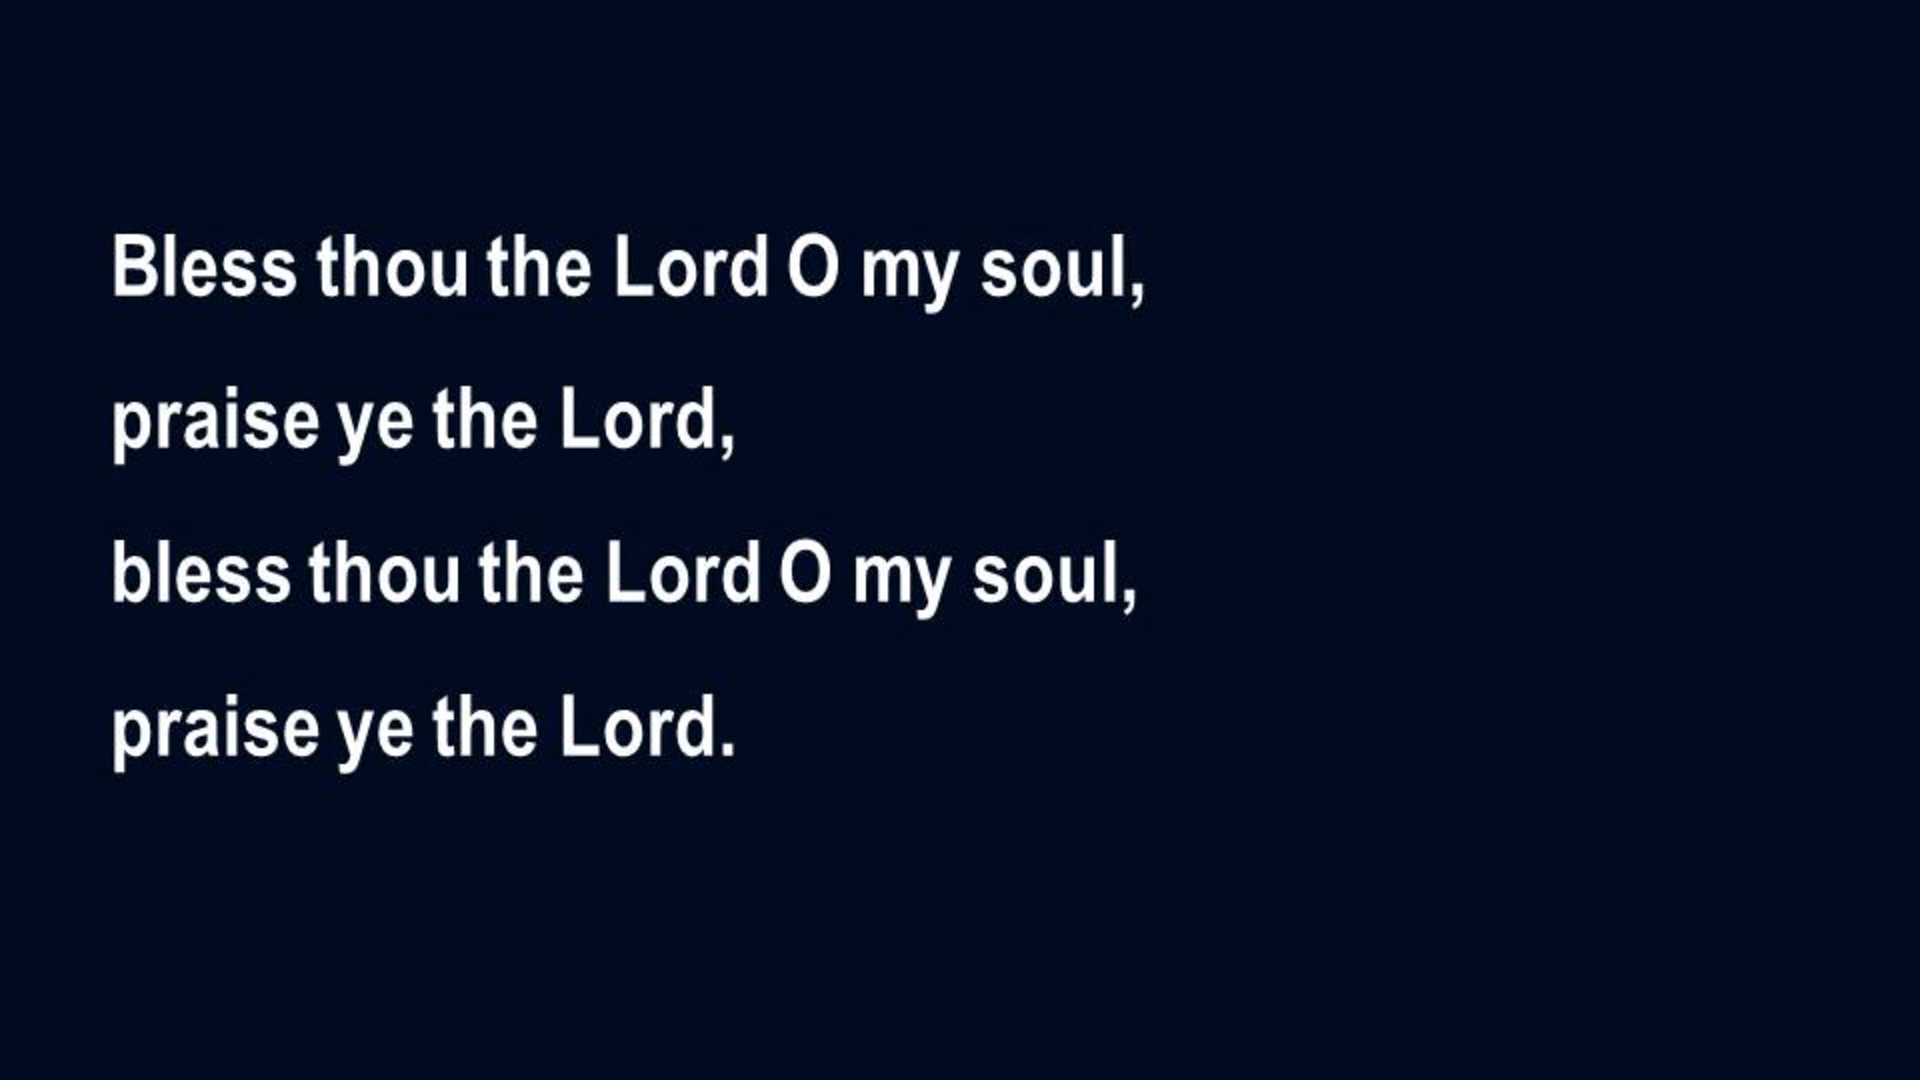 Bless thou the Lord O my soul,
praise ye the Lord,
bless thou the Lord O my soul,
praise ye the Lord.